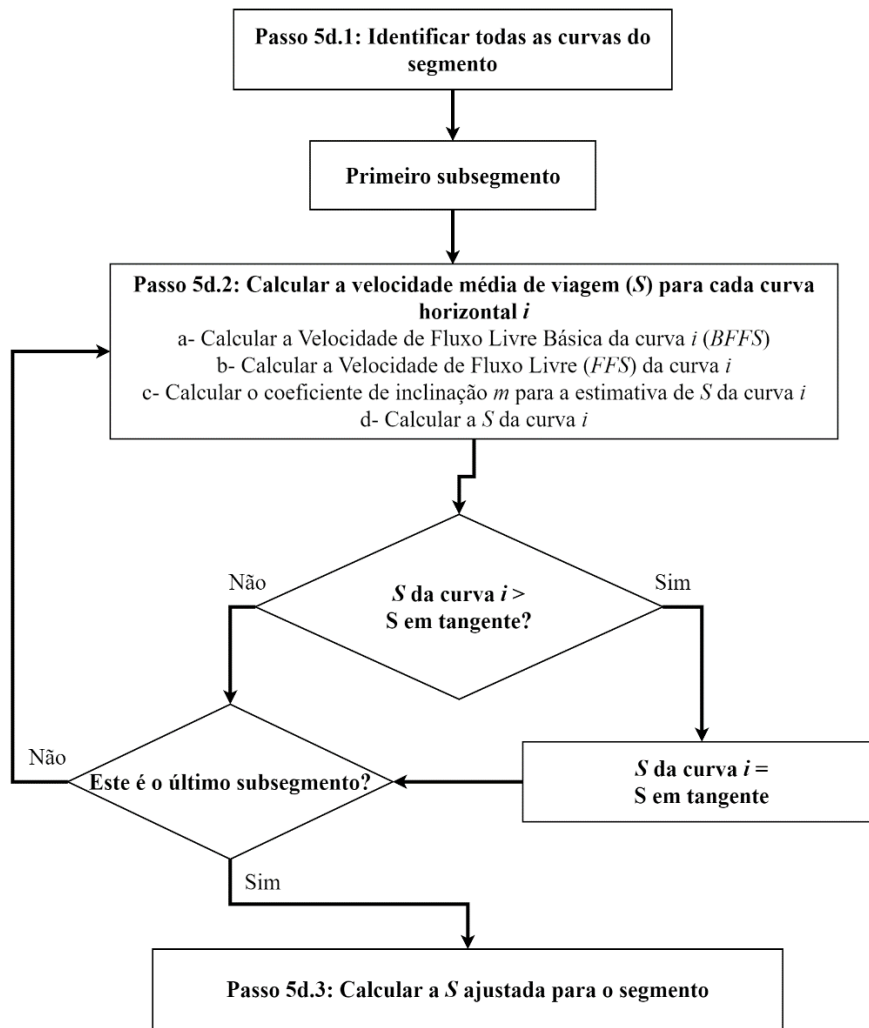 Passo 5d.1: Identificar todas as curvas do
segmento
Primeiro subsegmento
Passo 5d.2: Calcular a velocidade média de viagem (S) para cada curva
horizontal i
a- Calcular a Velocidade de Fluxo Livre Básica da curva i (BFFS)
b- Calcular a Velocidade de Fluxo Livre (FFS) da curva i
c- Calcular o coeficiente de inclinação m para a estimativa de S da curva i
d- Calcular a S da curva i
Não
Sim
S da curva i >
S em tangente?
Não
Este é o último subsegmento?
S da curva i =
S em tangente
Sim
Passo 5d.3: Calcular a S ajustada para o segmento